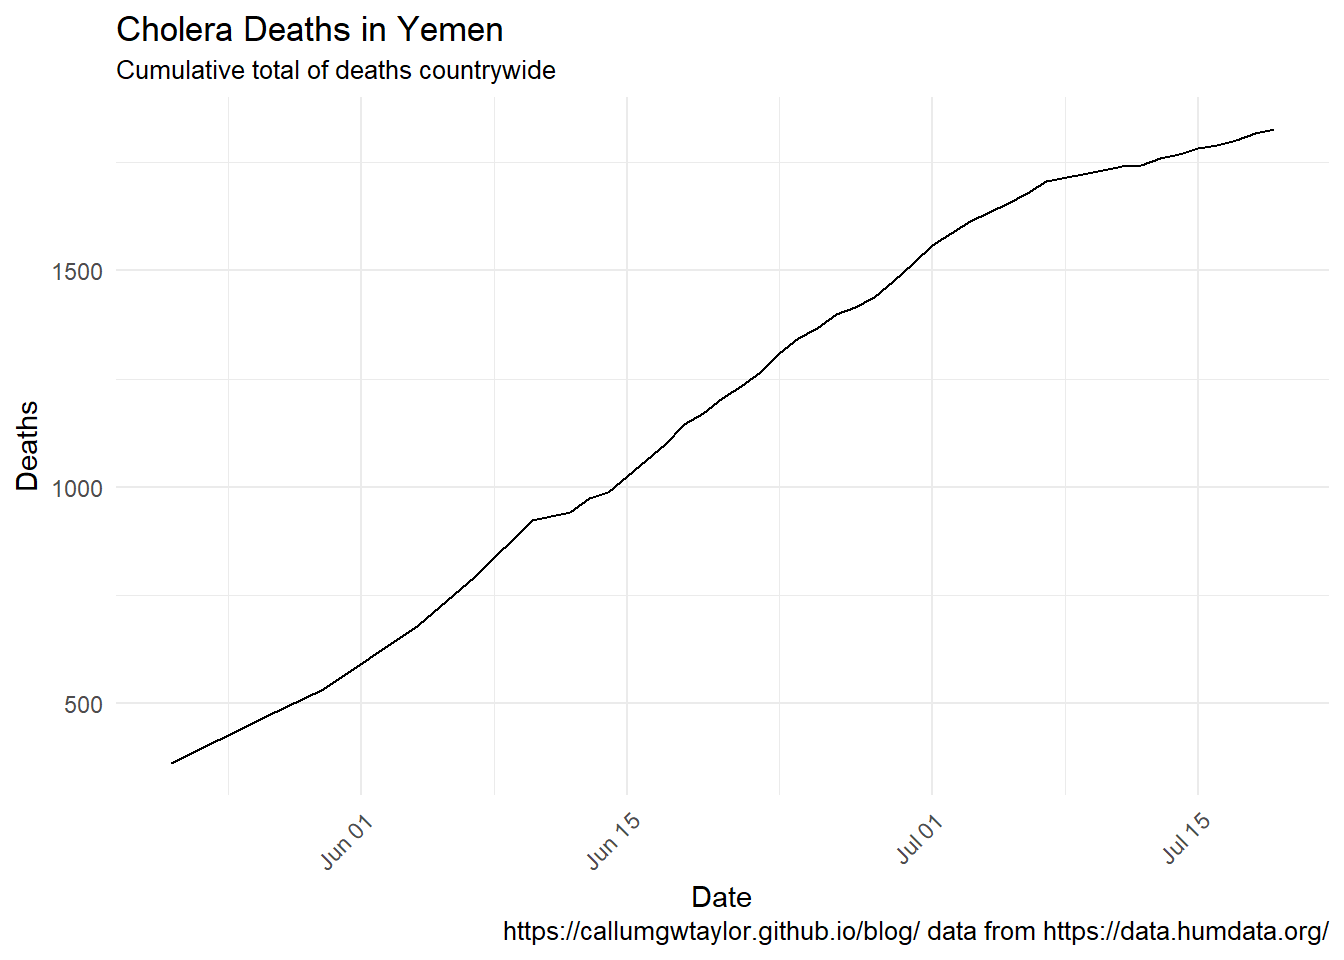 Cholera Deaths in Yemen
Cumulative total of deaths countrywide
1500
1000
500
Deaths
Jun 01
Jun 15
Jul 01
Jul 15
Date
https://callumgwtaylor.github.io/blog/ data from https://data.humdata.org/